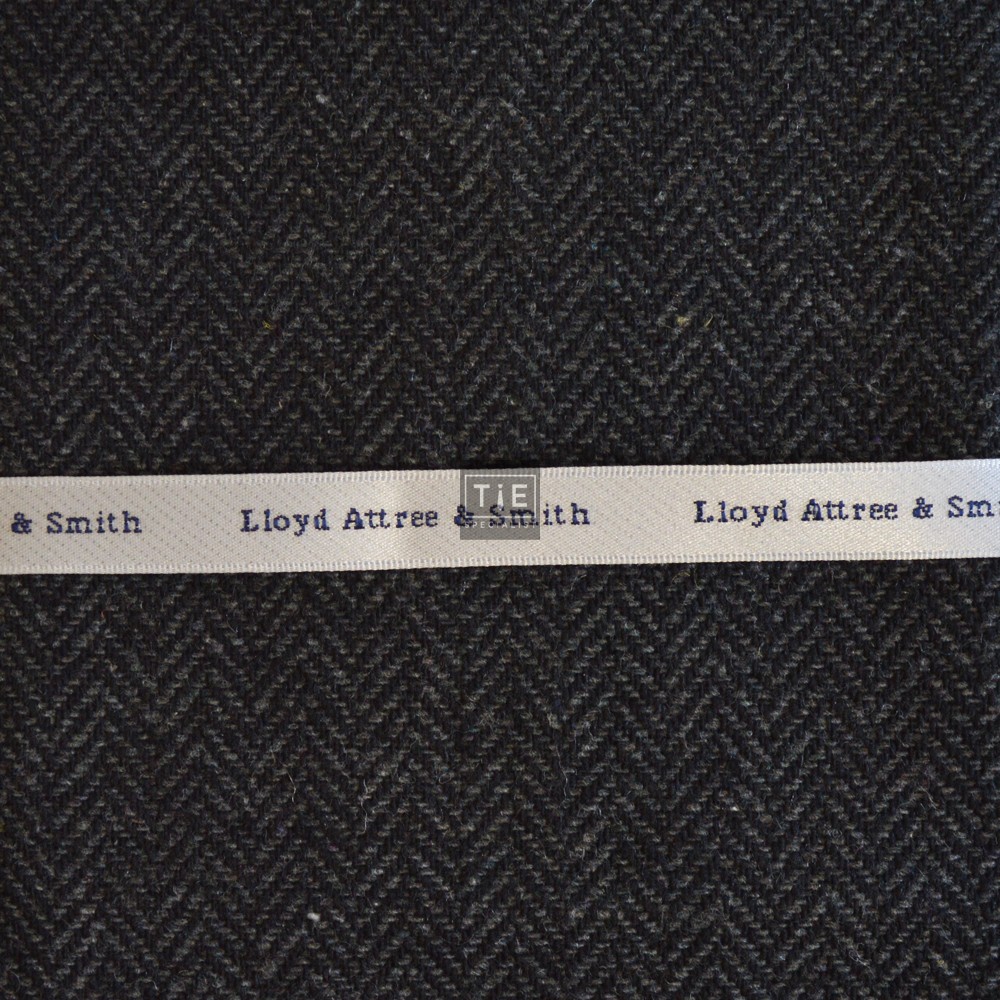 & Smith Lloyd Attree & Smith Lloyd Attree & Sm
TiE